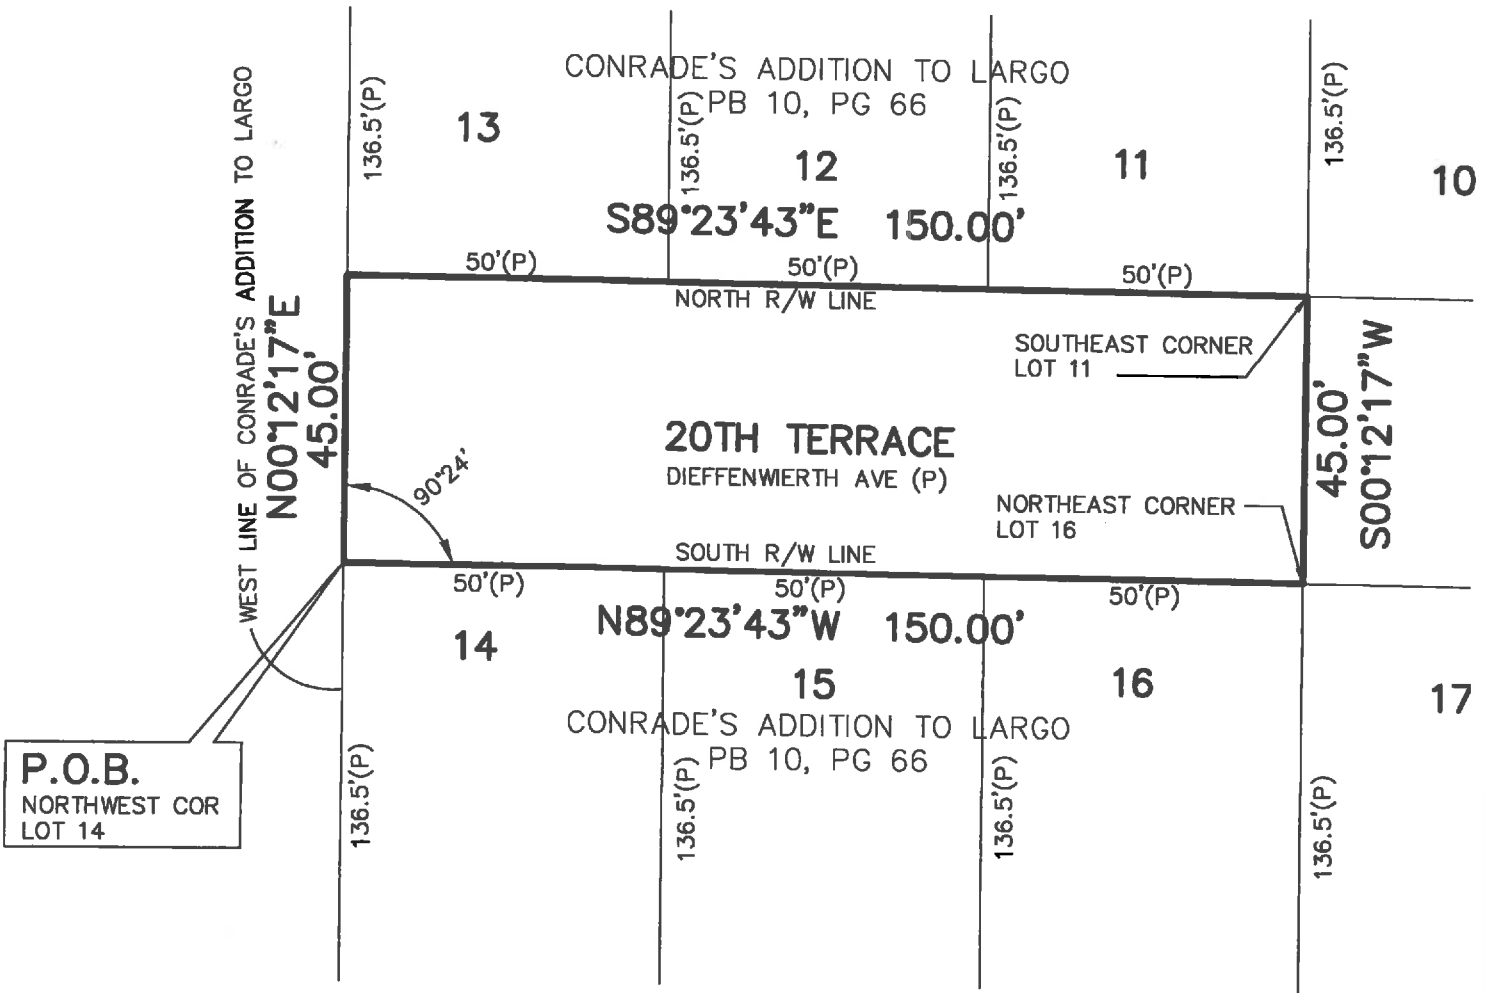 CONRADE'S ADDITION TO LARGO
PB 10, PG 66
136.5'(P)
136.5'(P)
136.5'(P)
136.5'(P)
13
12
11
10
S89°23'43"E 150.00'
50'(P)
50'(P)
50'(P)
NORTH R/W LINE
WEST LINE OF CONRADE'S ADDITION TO LARGO
N00°12'17"E
45.00'
SOUTHEAST CORNER
LOT 11
20TH TERRACE
DIEFFENWIERTH AVE (P)
90°24'
NORTHEAST CORNER
LOT 16
45.00'
S00°12'17"W
SOUTH R/W LINE
50'(P)
50'(P)
50'(P)
N89°23'43"W 150.00'
14
15
16
17
CONRADE'S ADDITION TO LARGO
PB 10, PG 66
P.O.B.
NORTHWEST COR
LOT 14
136.5'(P)
136.5'(P)
136.5'(P)
136.5'(P)